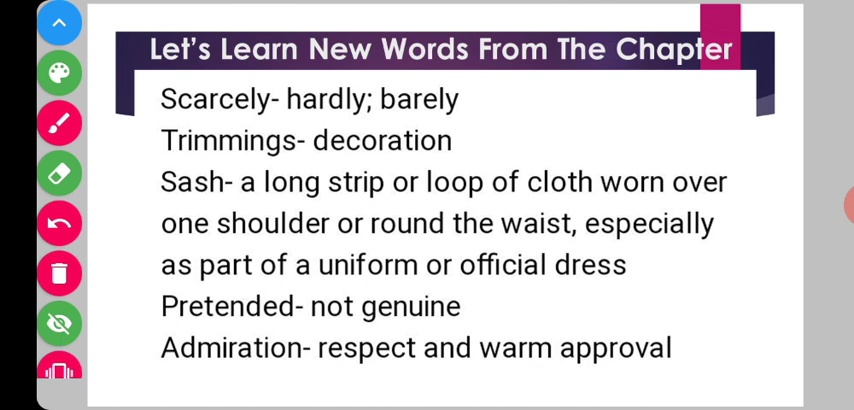 Let's Learn New Words From The Chapter
Scarcely- hardly; barely
Trimmings- decoration
Sash- a long strip or loop of cloth worn over
one shoulder or round the waist, especially
as part of a uniform or official dress
Pretended- not genuine
Admiration- respect and warm approval